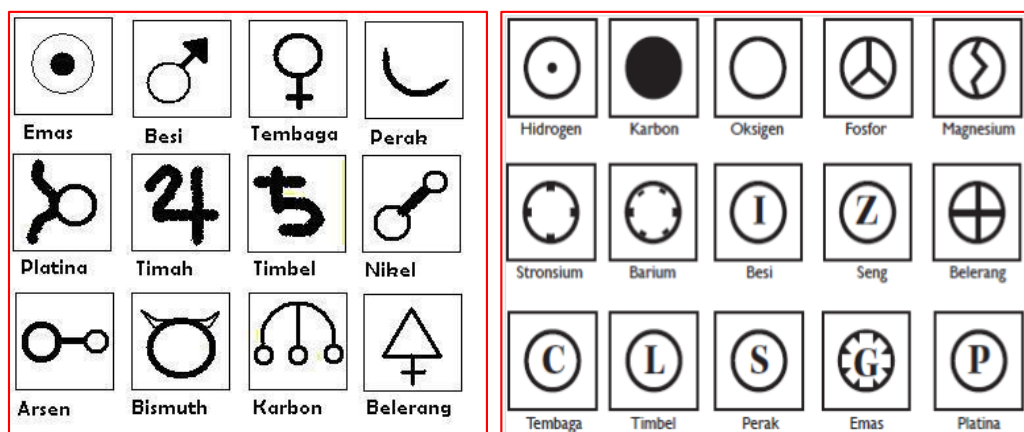 Emas Besi Tembaga Perak
Platina Timah Timbel Nikel
Arsen Bismuth Karbon Belerang
Hidrogen Karbon Oksigen Fosfor Magnesium
I Z
Stronsium Barium Besi Seng Belerang
C L S G P
Tembaga Timbel Perak Emas Platina